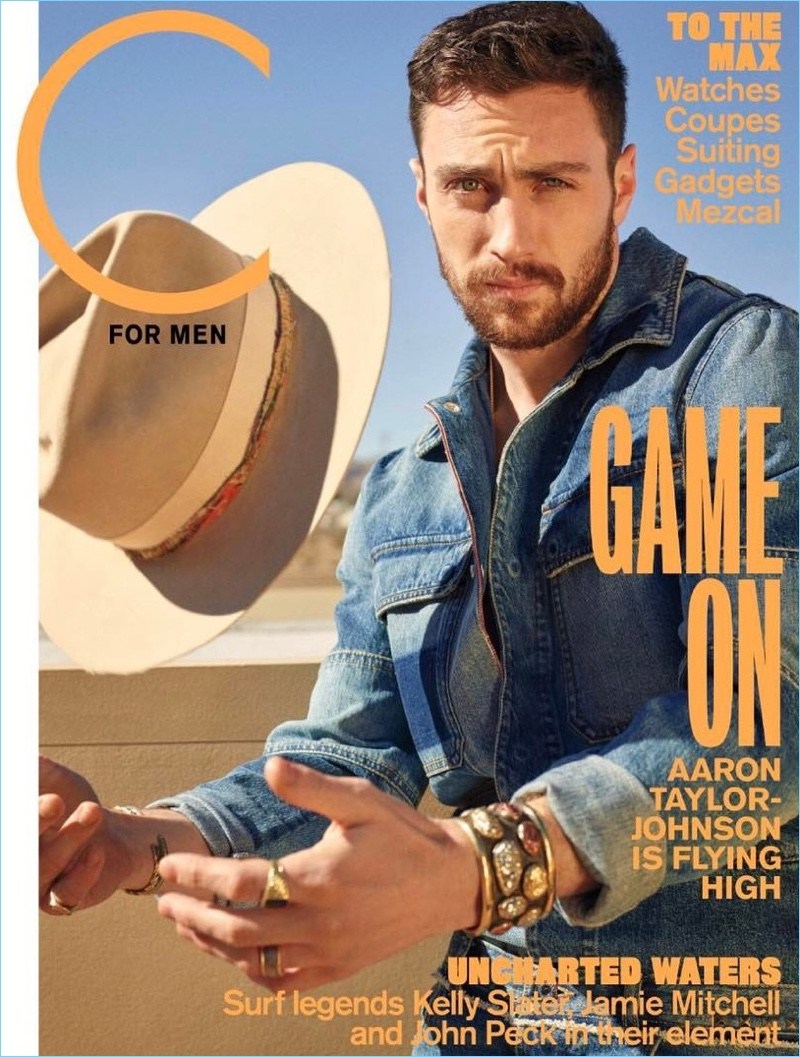 C
FOR MEN
TO THE
MAX
Watches
Coupes
Suiting
Gadgets
Mezcal
GAME
ON
AARON
TAYLOR-
JOHNSON
IS FLYING
HIGH
UNCHARTED WATERS
Surf legends Kelly Slater, Jamie Mitchell
and John Peck in their element